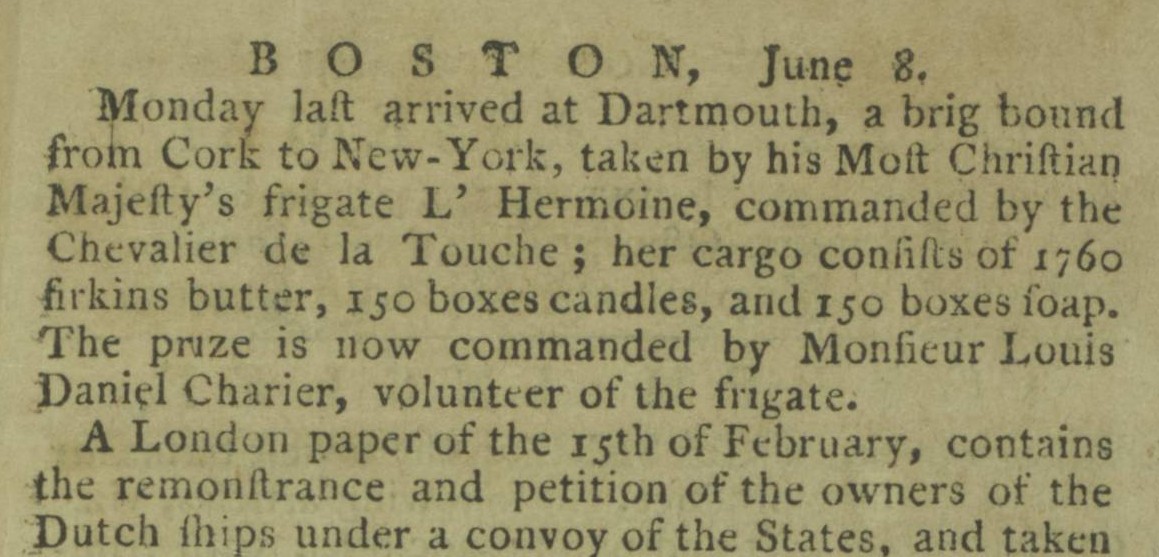 BOSTON, June 8.
Monday laſt arrived at Dartmouth, a brig bound
from Cork to New-York, taken by his Moſt Chriſtian
Majeſty's frigate L' Hermoine, commanded by the
Chevalier de la Touche; her cargo conſiſts of 1760
firkins butter, 150 boxes candles, and 150 boxes ſoap.
The prize is now commanded by Monſieur Louis
Daniel Charier, volunteer of the frigate.
A London paper of the 15th of February, contains
the remonſtrance and petition of the owners of the
Dutch ſhips under a convoy of the States, and taken